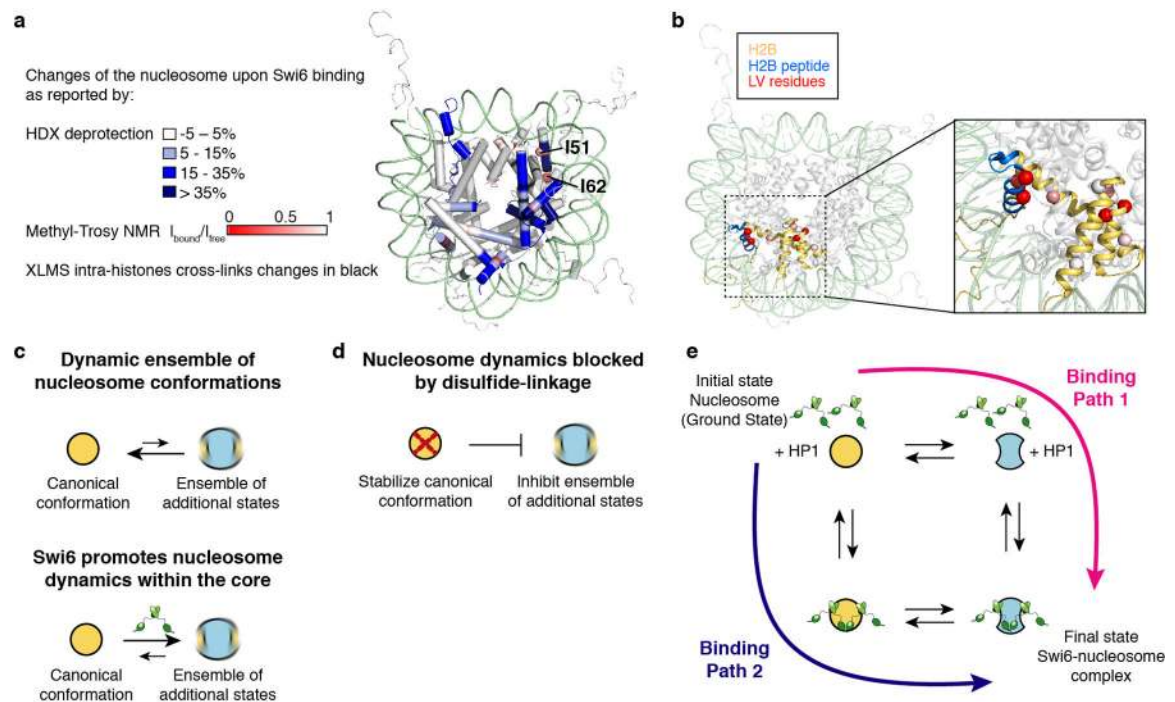 a
Changes of the nucleosome upon Swi6 binding
as reported by:
HDX deprotection
-5 – 5%
5 - 15%
15 - 35%
> 35%
Methyl-Trosy NMR Ibound/Ifree
0 0.5 1
XLMS intra-histones cross-links changes in black
I51
I62
b
H2B
H2B peptide
LV residues
c
Dynamic ensemble of
nucleosome conformations
Canonical
conformation
Ensemble of
additional states
Swi6 promotes nucleosome
dynamics within the core
Canonical
conformation
Ensemble of
additional states
d
Nucleosome dynamics blocked
by disulfide-linkage
Stabilize canonical
conformation
Inhibit ensemble
of additional states
e
Initial state
Nucleosome
(Ground State)
+ HP1
+ HP1
Binding
Path 1
Binding
Path 2
Final state
Swi6-nucleosome
complex